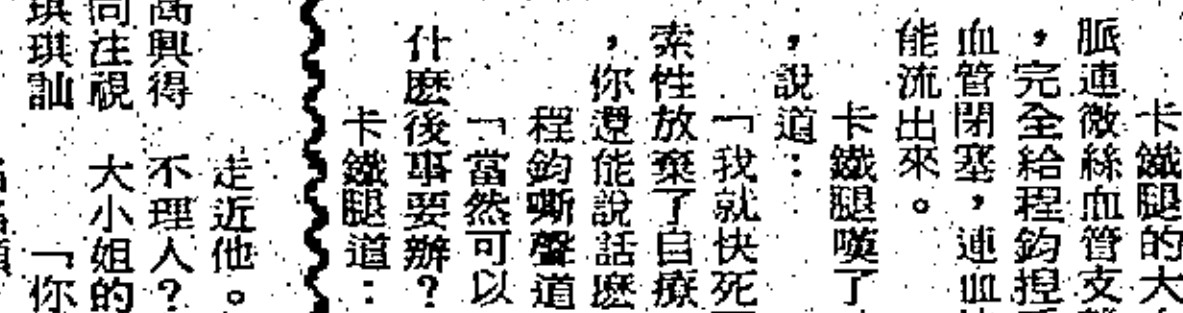 卡鐵腿的大
脈連微絲血管支
，完全給程鈞捏
血管閉塞，連血
能流出來。
卡鐵腿嘆了
，說道：
「我就快死
索性放棄了自療
，你還能說話麽
程鈞嘶聲道
「當然可以
什麽後事要辦？
卡鐵腿道：
走近他。
高興得 不理人？
同注視 大小姐的
琪琪訕 「你